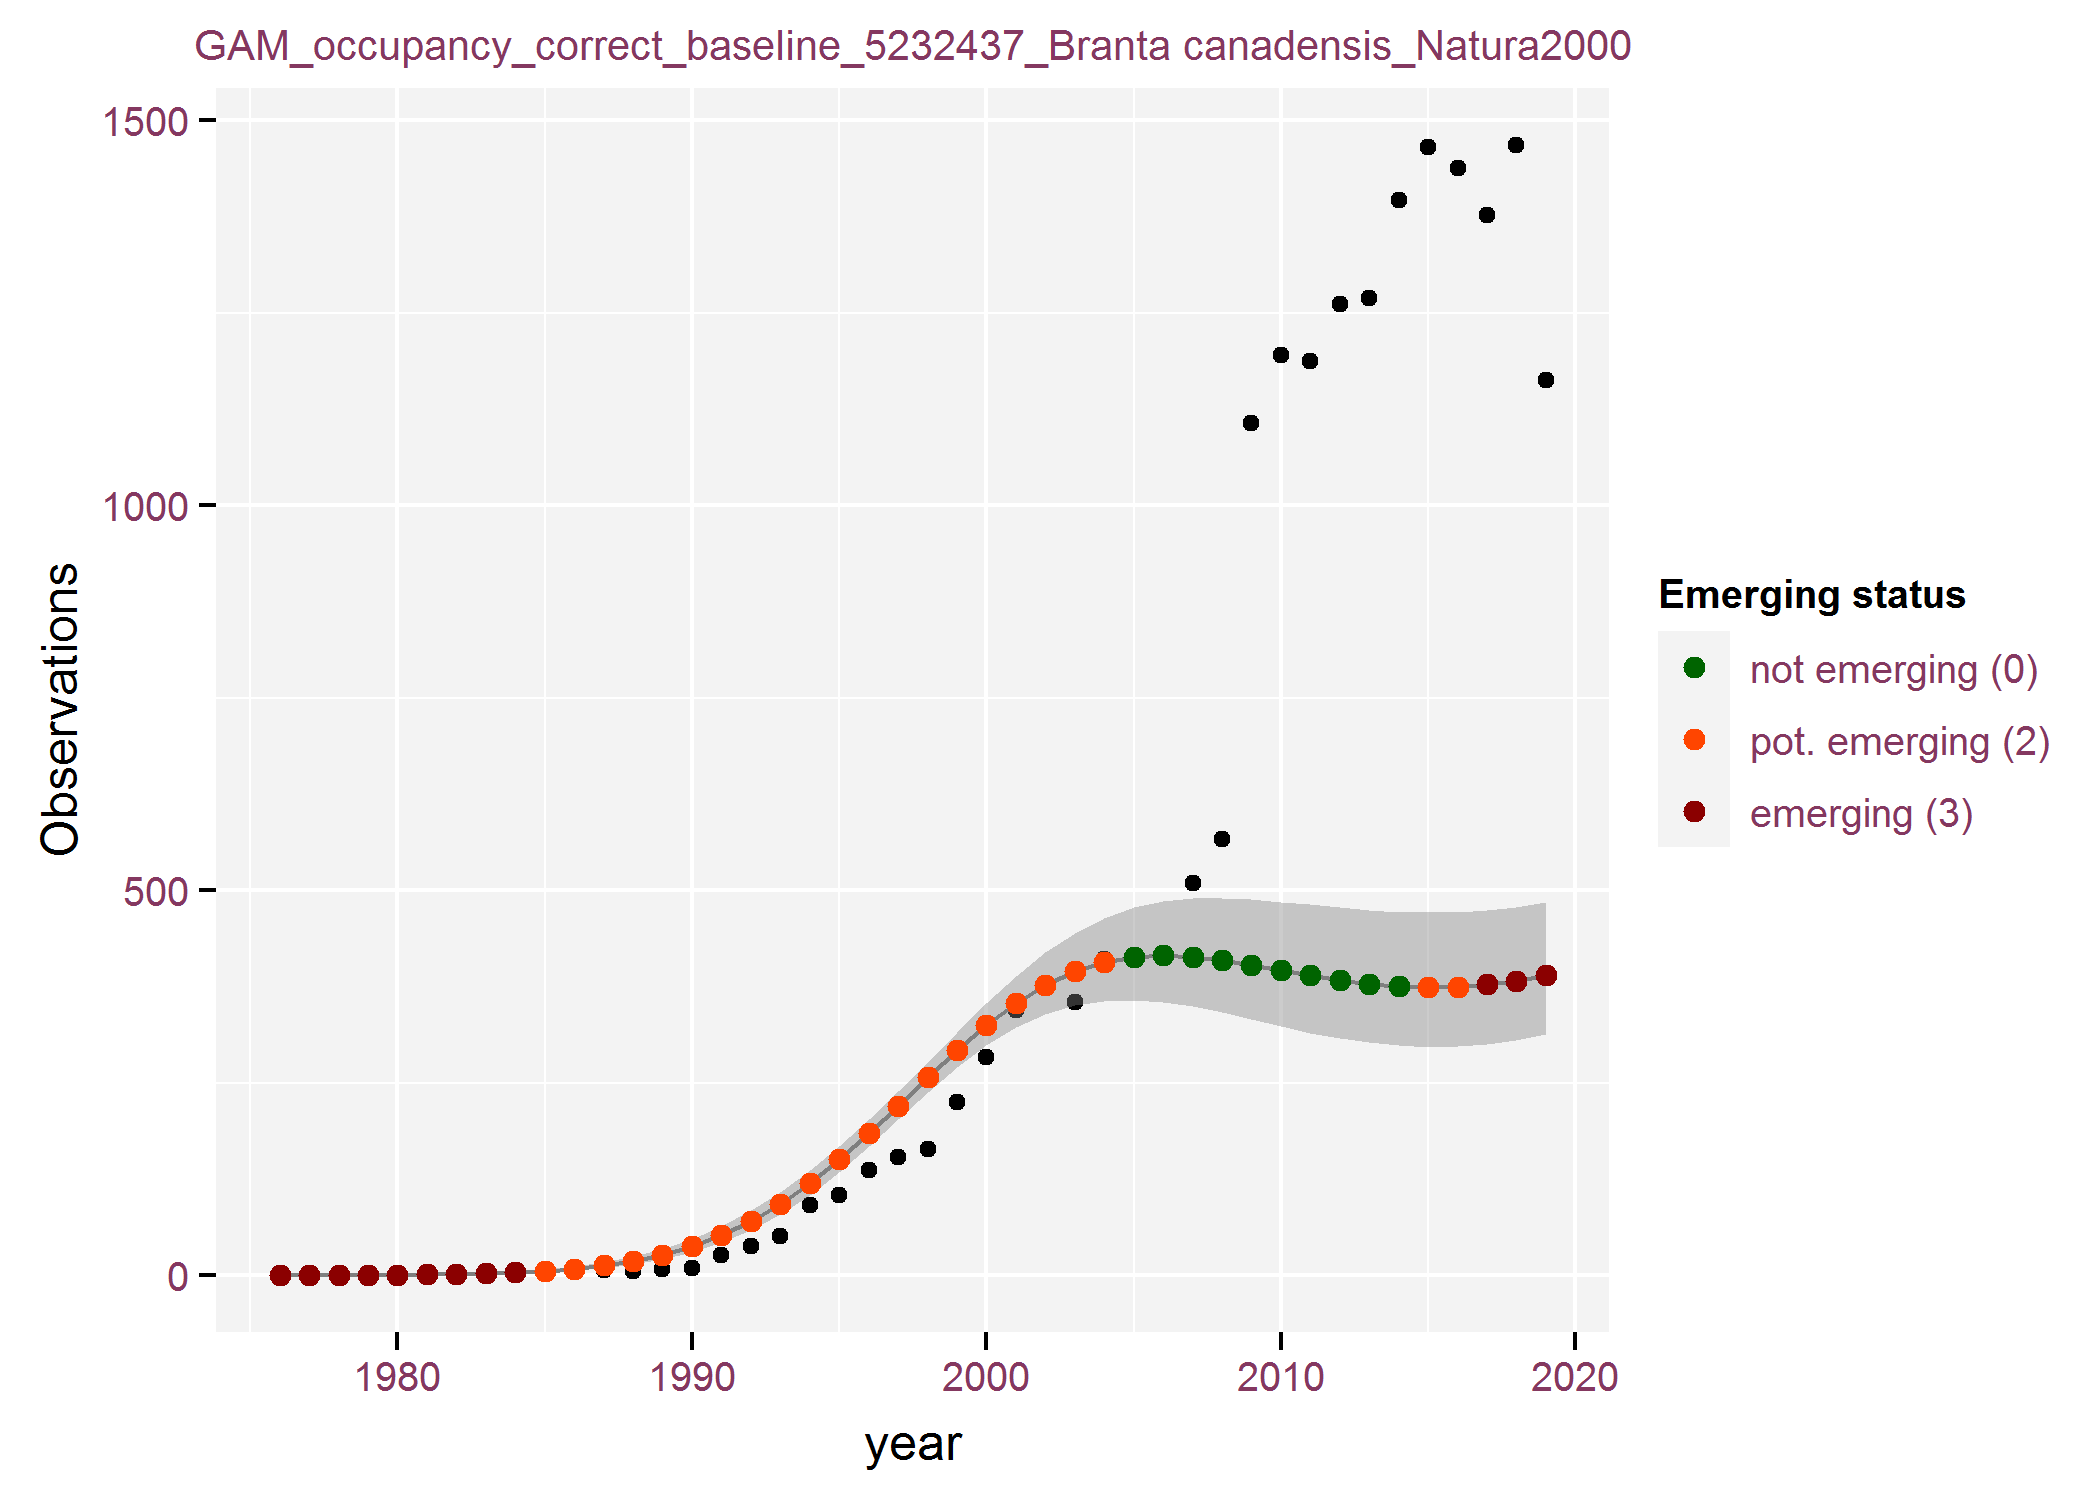 GAM_occupancy_correct_baseline_5232437_Branta canadensis_Natura2000
1500
1000
500
0
Observations
1980
1990
2000
2010
2020
year
Emerging status
not emerging (0)
pot. emerging (2)
emerging (3)